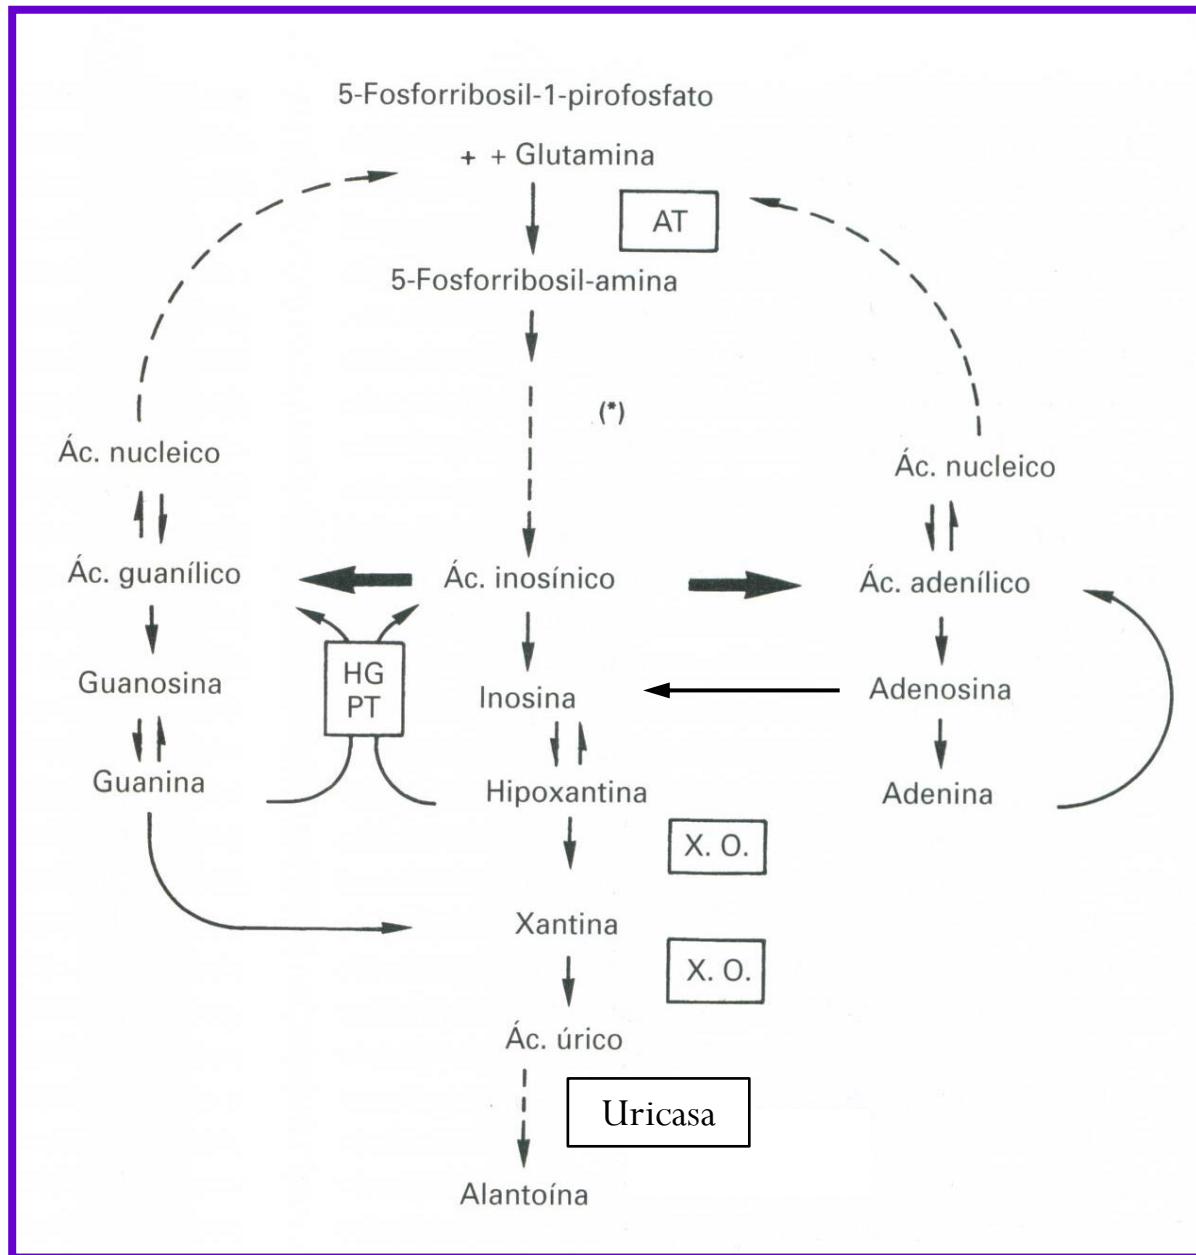 5-Fosforribosil-1-pirofosfato
+ + Glutamina
AT
5-Fosforribosil-amina
(*)
Ác. nucleico
Ác. nucleico
Ác. guanílico
Ác. inosínico
Ác. adenílico
HG
PT
Guanosina
Inosina
Adenosina
Guanina
Hipoxantina
Adenina
X. O.
Xantina
X. O.
Ác. úrico
Uricasa
Alantoína